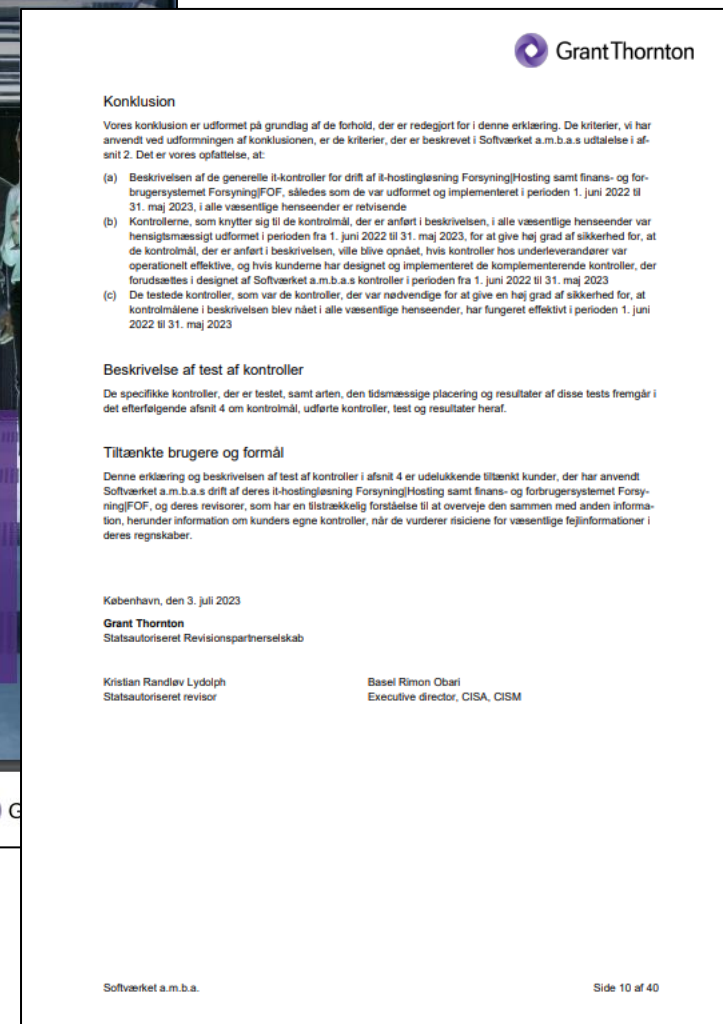 Grant Thornton
Konklusion
Vores konklusion er udformet på grundlag af de forhold, der er redegjort for i denne erklæring. De kriterier, vi har
anvendt ved udformningen af konklusionen, er de kriterier, der er beskrevet i Softværket a.m.b.a.s udtalelse i af-
snit 2. Det er vores opfattelse, at:
(a) Beskrivelsen af de generelle it-kontroller for drift af it-hostingløsning Forsyning|Hosting samt finans- og for-
brugersystemet Forsyning|FOF, således som de var udformet og implementeret i perioden 1. juni 2022 til
31. maj 2023, i alle væsentlige henseender er retvisende
(b) Kontrollerne, som knytter sig til de kontrolmål, der er anført i beskrivelsen, i alle væsentlige henseender var
hensigtsmæssigt udformet i perioden fra 1. juni 2022 til 31. maj 2023, for at give høj grad af sikkerhed for, at
de kontrolmål, der er anført i beskrivelsen, ville blive opnået, hvis kontroller hos underleverandører var
operationelt effektive, og hvis kunderne har designet og implementeret de komplementerende kontroller, der
forudsættes i designet af Softværket a.m.b.a.s kontroller i perioden fra 1. juni 2022 til 31. maj 2023
(c) De testede kontroller, som var de kontroller, der var nødvendige for at give en høj grad af sikkerhed for, at
kontrolmålene i beskrivelsen blev nået i alle væsentlige henseender, har fungeret effektivt i perioden 1. juni
2022 til 31. maj 2023
Beskrivelse af test af kontroller
De specifikke kontroller, der er testet, samt arten, den tidsmæssige placering og resultater af disse tests fremgår i
det efterfølgende afsnit 4 om kontrolmål, udførte kontroller, test og resultater heraf.
Tiltænkte brugere og formål
Denne erklæring og beskrivelsen af test af kontroller i afsnit 4 er udelukkende tiltænkt kunder, der har anvendt
Softværket a.m.b.a.s drift af deres it-hostingløsning Forsyning|Hosting samt finans- og forbrugersystemet Forsy-
ning|FOF, og deres revisorer, som har en tilstrækkelig forståelse til at overveje den sammen med anden informa-
tion, herunder information om kunders egne kontroller, når de vurderer risiciene for væsentlige fejlinformationer i
deres regnskaber.
København, den 3. juli 2023
Grant Thornton
Statsautoriseret Revisionspartnerselskab
Kristian Randløv Lydolph
Statsautoriseret revisor
Basel Rimon Obari
Executive director, CISA, CISM
G
Softværket a.m.b.a.
Side 10 af 40